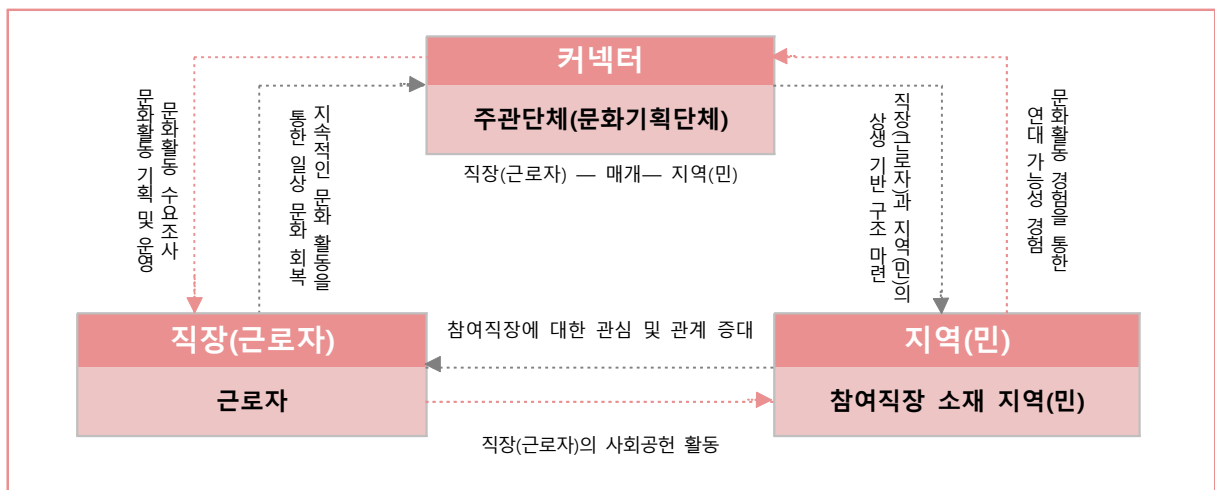 커넥터
주관단체(문화기획단체)
직장(근로자) — 매개— 지역(민)
문화활동 수요조사
문화활동 기획 및 운영
지속적인 문화 활동을
통한 일상 문화 회복
직장(근로자)과 지역(민)의
상생 기반 구조 마련
문화활동 경험을 통한
연대 가능성 경험
직장(근로자)
근로자
참여직장에 대한 관심 및 관계 증대
직장(근로자)의 사회공헌 활동
지역(민)
참여직장 소재 지역(민)